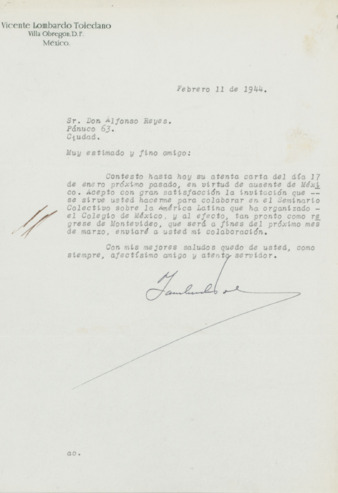 Vicente Lombardo Toledano
Villa Obregon, D. F.
México.
Febrero 11 de 1944.
Sr. Don Alfonso Reyes.
Pánuco 63.
Ciudad.
Muy estimado y fino amigo:
Contesto hasta hoy su atenta carta del día 17
de enero próximo pasado, en virtud de ausente de Méxi
co. Acepto con gran satisfacción la institución que --
se sirve usted hacerme para colaborar en el Seminario
Colectivo sobre la América Latina que ha organizado -
el Colegio de México, y al efecto, tan pronto como re
grese de Montevideo, que será a fines del próximo mes
de marzo, enviaré a usted mi colaboración.
Con mis mejores saludos quedo de usted, como
siempre, afectísimo amigo y atento servidor.
ao.